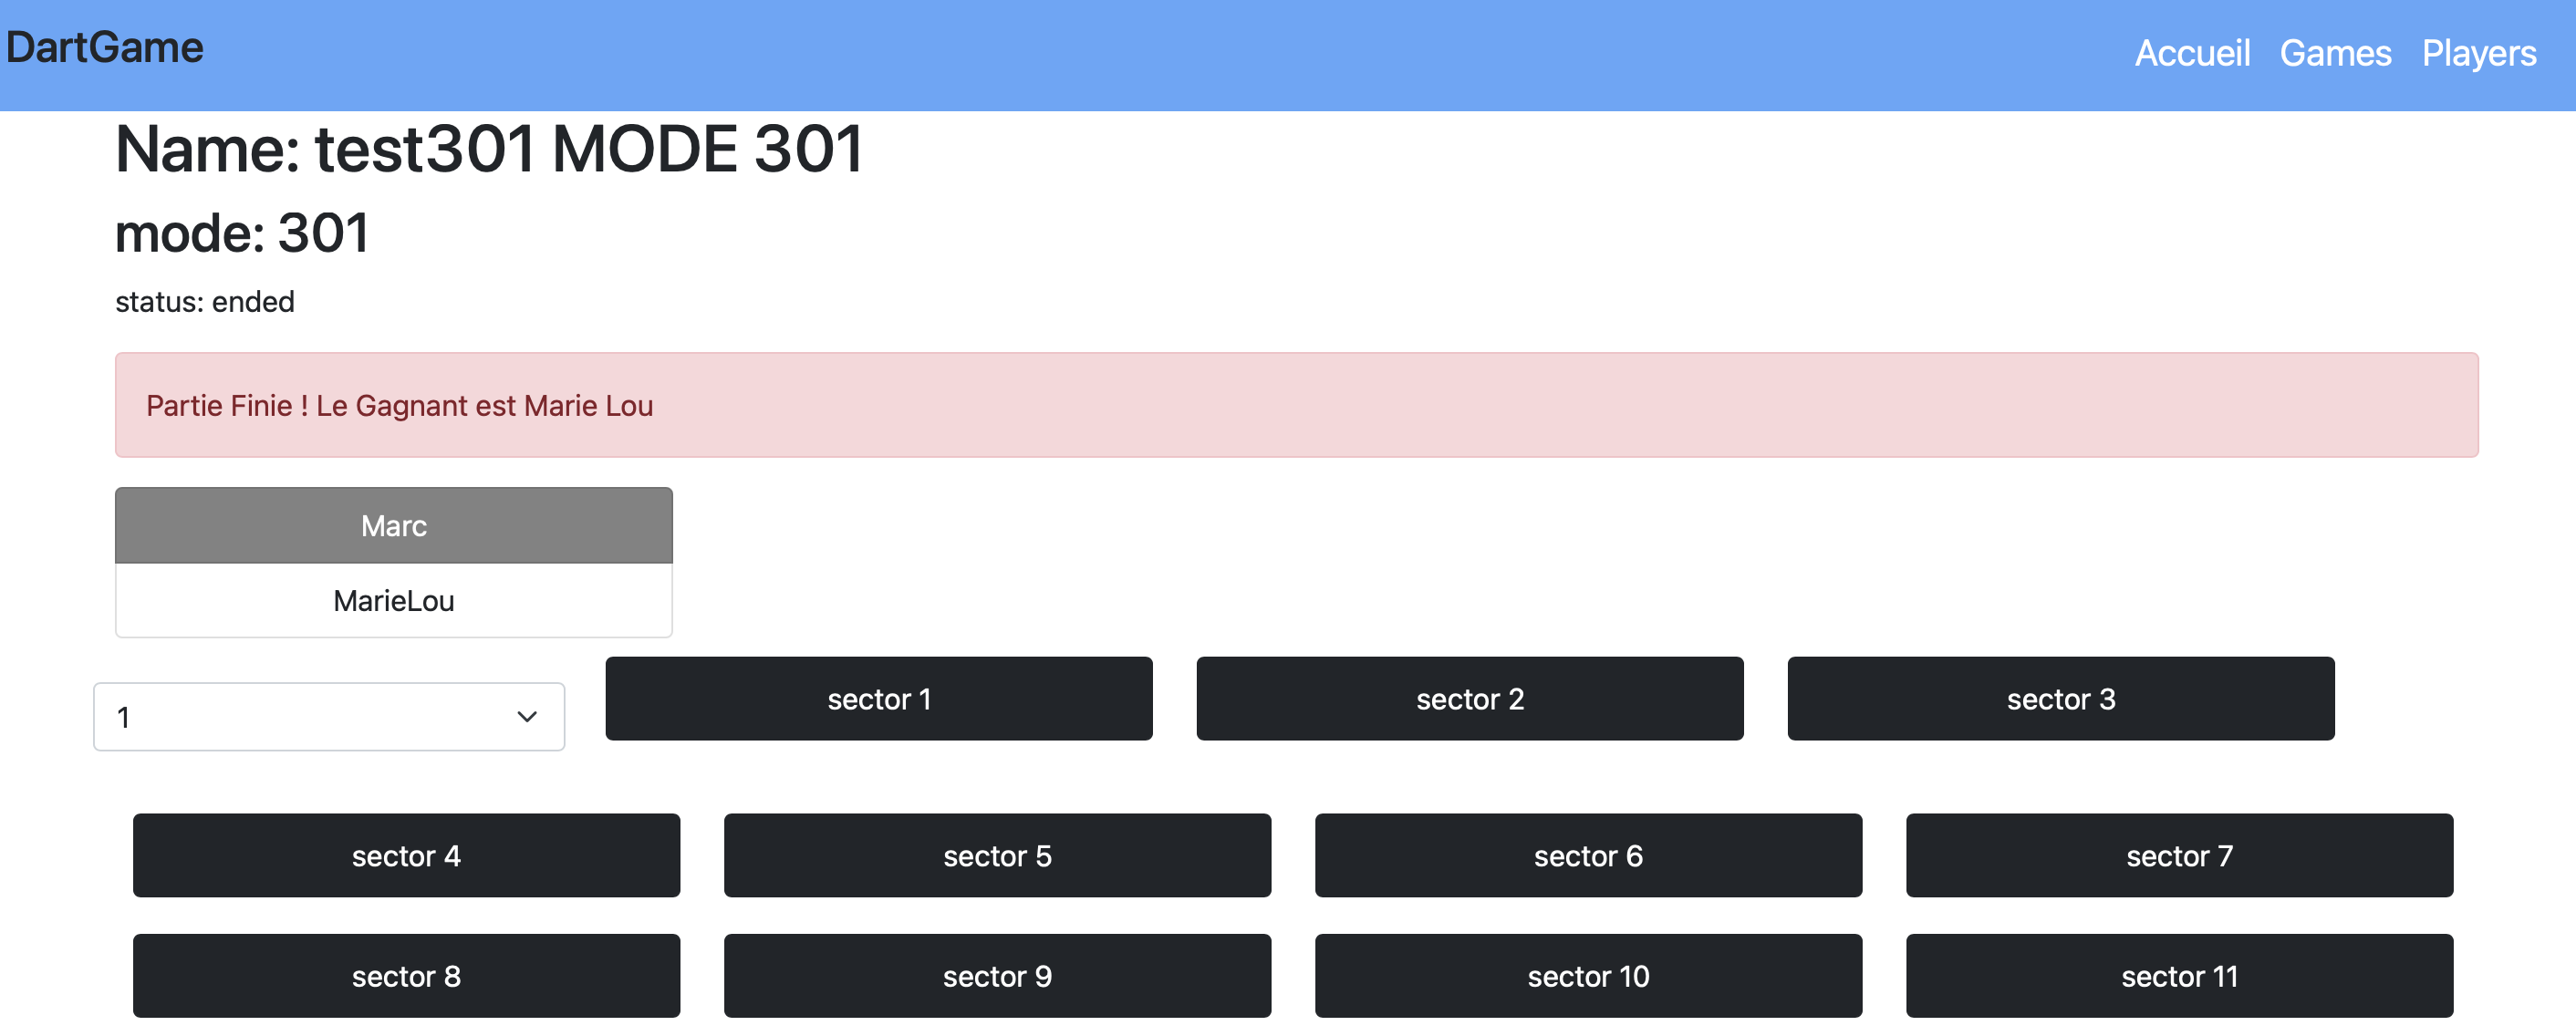 DartGame
Accueil Games Players
Name: test301 MODE 301
mode: 301
status: ended
Partie Finie ! Le Gagnant est Marie Lou
Marc
MarieLou
1
sector 1
sector 2
sector 3
sector 4
sector 5
sector 6
sector 7
sector 8
sector 9
sector 10
sector 11